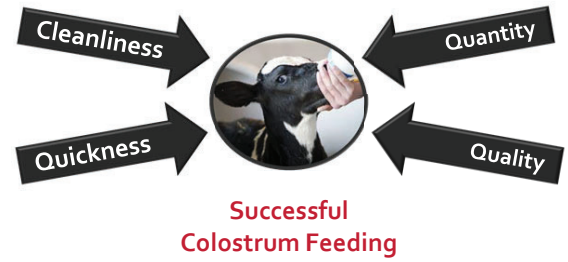 Cleanliness
Quantity
Quickness
Quality
Successful
Colostrum Feeding